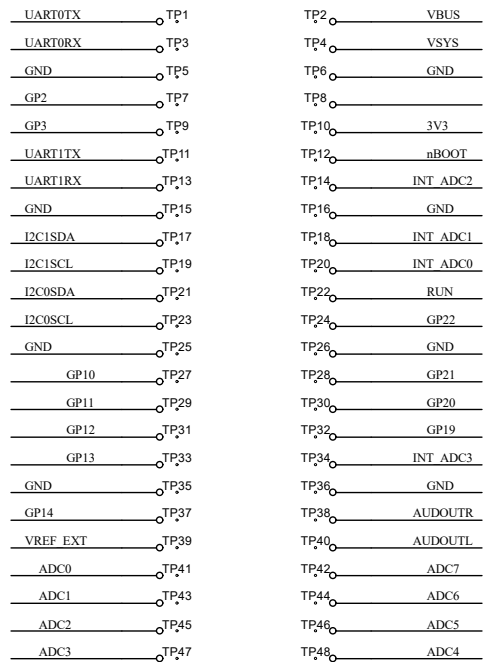 UART0TX TP1 TP2 VBUS
UART0RX TP3 TP4 VSYS
GND TP5 TP6 GND
GP2 TP7 TP8
GP3 TP9 TP10 3V3
UART1TX TP11 TP12 nBOOT
UART1RX TP13 TP14 INT_ADC2
GND TP15 TP16 GND
I2C1SDA TP17 TP18 INT_ADC1
I2C1SCL TP19 TP20 INT_ADC0
I2C0SDA TP21 TP22 RUN
I2C0SCL TP23 TP24 GP22
GND TP25 TP26 GND
GP10 TP27 TP28 GP21
GP11 TP29 TP30 GP20
GP12 TP31 TP32 GP19
GP13 TP33 TP34 INT_ADC3
GND TP35 TP36 GND
GP14 TP37 TP38 AUDOUTR
VREF_EXT TP39 TP40 AUDOUTL
ADC0 TP41 TP42 ADC7
ADC1 TP43 TP44 ADC6
ADC2 TP45 TP46 ADC5
ADC3 TP47 TP48 ADC4